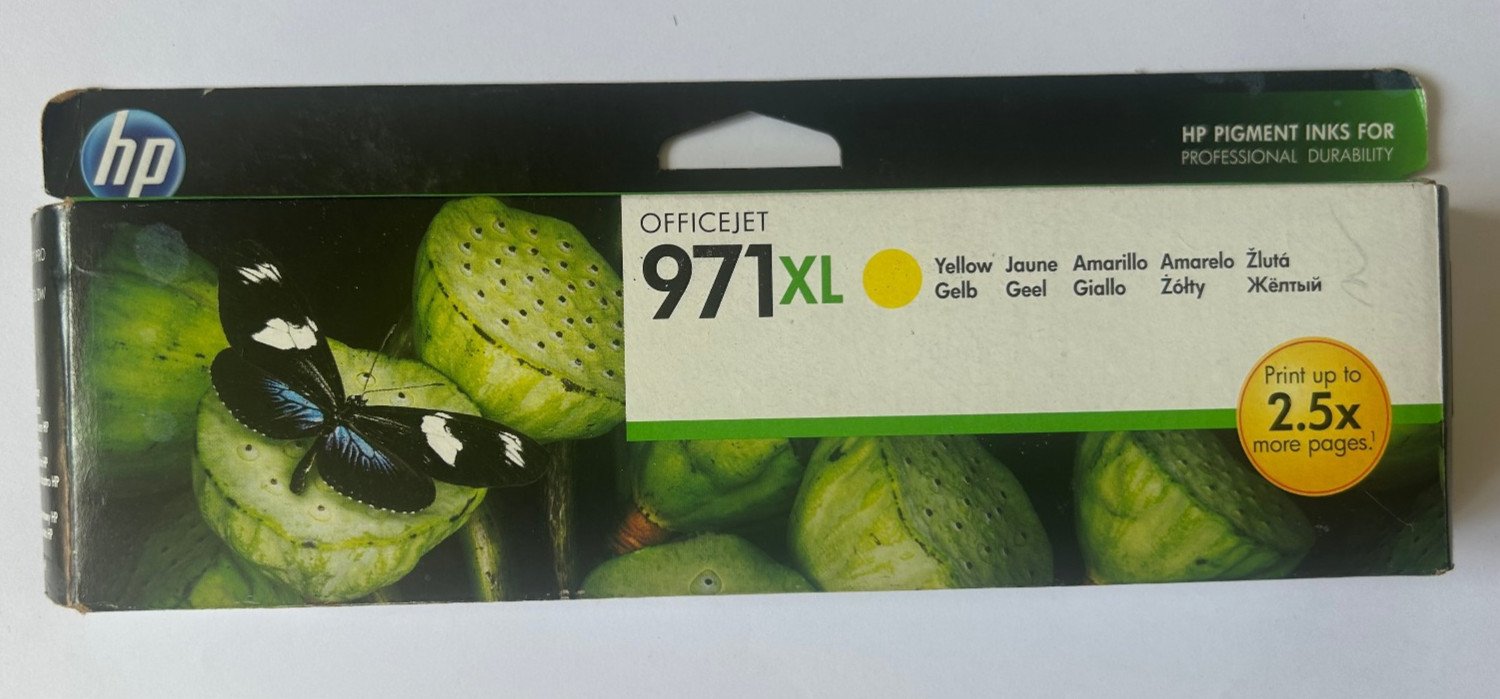 hp
HP PIGMENT INKS FOR
PROFESSIONAL DURABILITY
OFFICEJET
971XL
Yellow Jaune Amarillo Amarelo Žlutá
Gelb Geel Giallo Żółty Жёлтый
Print up to
2.5x
more pages.¹